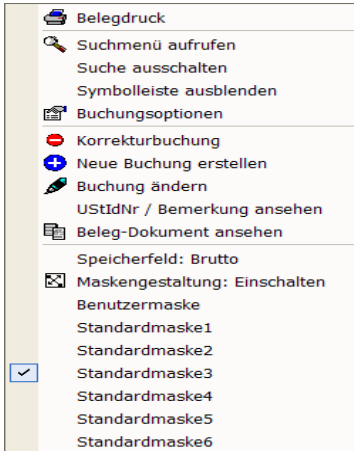 Belegdruck
Suchmenü aufrufen
Suche ausschalten
Symbolleiste ausblenden
Buchungsoptionen
Korrekturbuchung
Neue Buchung erstellen
Buchung ändern
UStIdNr / Bemerkung ansehen
Beleg-Dokument ansehen
Speicherfeld: Brutto
Maskengestaltung: Einschalten
Benutzermaske
Standardmaske1
Standardmaske2
Standardmaske3
Standardmaske4
Standardmaske5
Standardmaske6